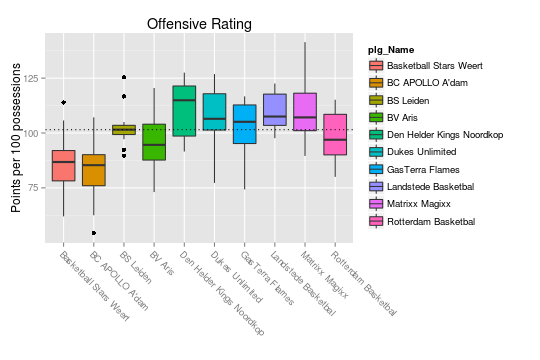 Offensive Rating
Points per 100 possessions
125
100
75
Basketball Stars Weert
BC APOLLO A'dam
BS Leiden
BV Aris
Den Helder Kings Noordkop
Dukes Unlimited
GasTerra Flames
Landstede Basketbal
Matrixx Magixx
Rotterdam Basketbal
plg_Name
Basketball Stars Weert
BC APOLLO A'dam
BS Leiden
BV Aris
Den Helder Kings Noordkop
Dukes Unlimited
GasTerra Flames
Landstede Basketbal
Matrixx Magixx
Rotterdam Basketbal